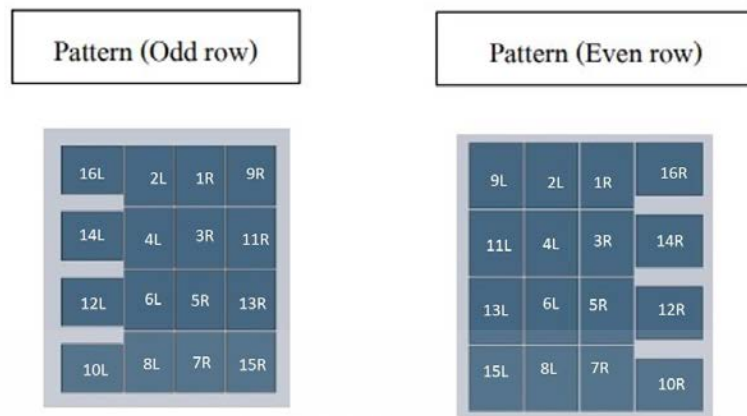 Pattern (Odd row)
Pattern (Even row)
16L 2L 1R 9R
14L 4L 3R 11R
12L 6L 5R 13R
10L 8L 7R 15R
9L 2L 1R 16R
11L 4L 3R 14R
13L 6L 5R 12R
15L 8L 7R 10R